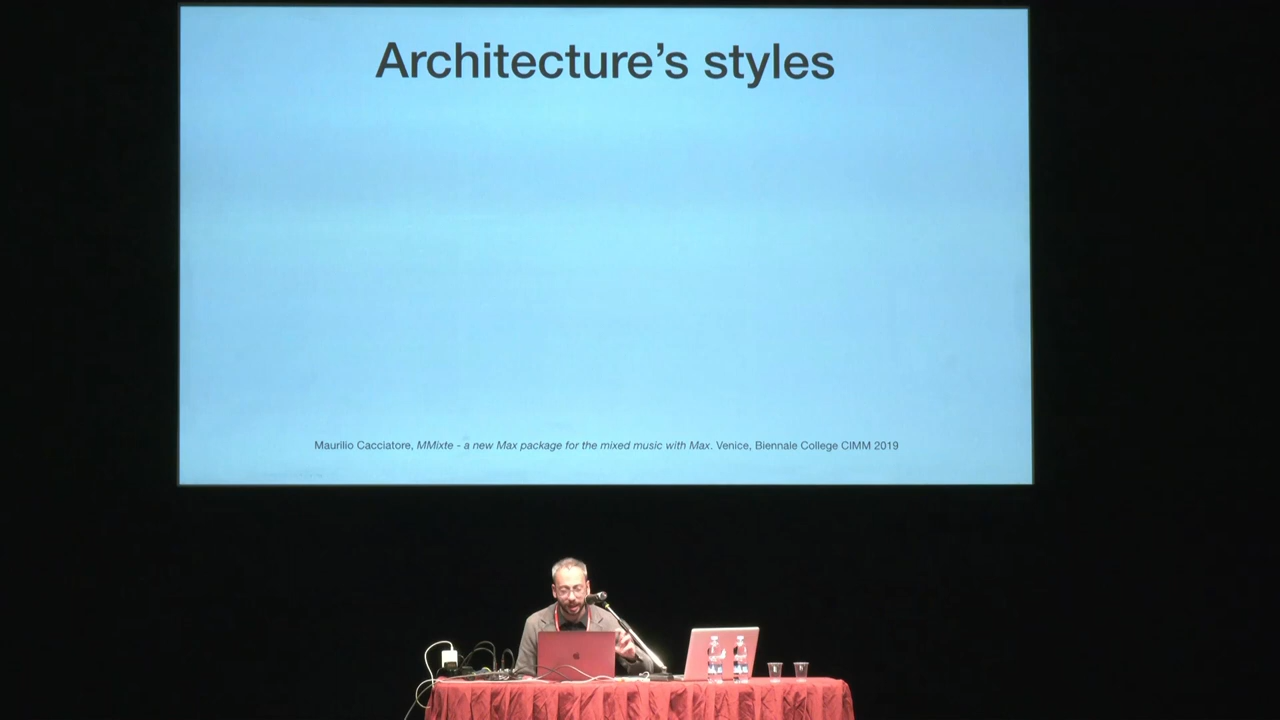 Architecture’s styles
Maurilio Cacciatore, MMixte - a new Max package for the mixed music with Max. Venice, Biennale College CIMM 2019